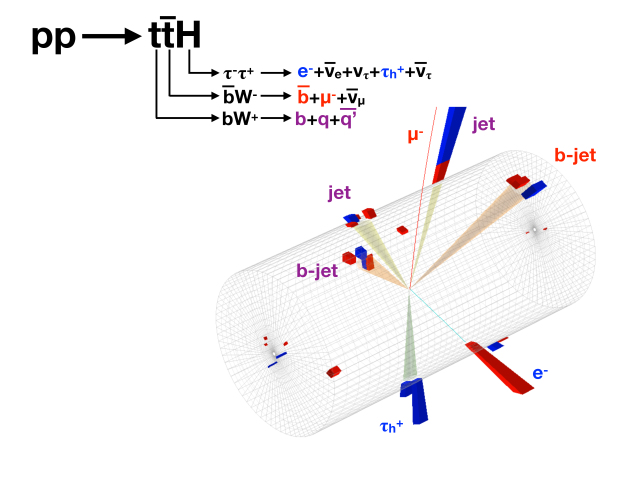 pp → tt̅H
τ⁻τ⁺ → e⁻+ν̅ₑ+ντ+τₕ⁺+ν̅τ
b̅W⁻ → b̅+μ⁻+ν̅μ
bW⁺ → b+q+q̅'
μ⁻
jet
b-jet
jet
b-jet
e⁻
τₕ⁺